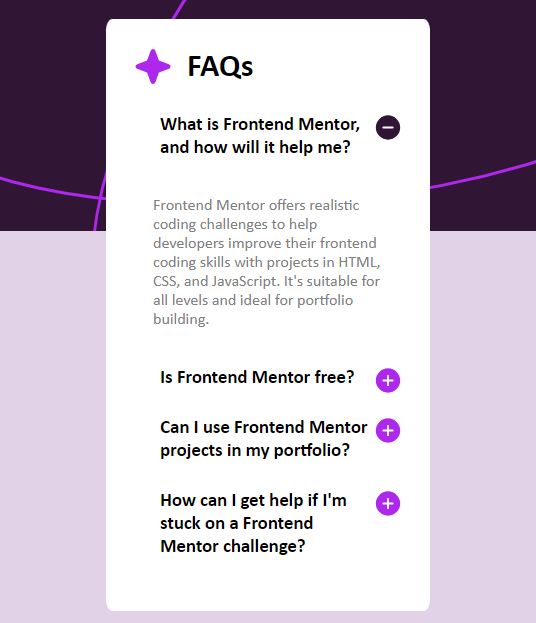 FAQs
What is Frontend Mentor,
and how will it help me?
Frontend Mentor offers realistic
coding challenges to help
developers improve their frontend
coding skills with projects in HTML,
CSS, and JavaScript. It's suitable for
all levels and ideal for portfolio
building.
Is Frontend Mentor free?
Can I use Frontend Mentor
projects in my portfolio?
How can I get help if I'm
stuck on a Frontend
Mentor challenge?